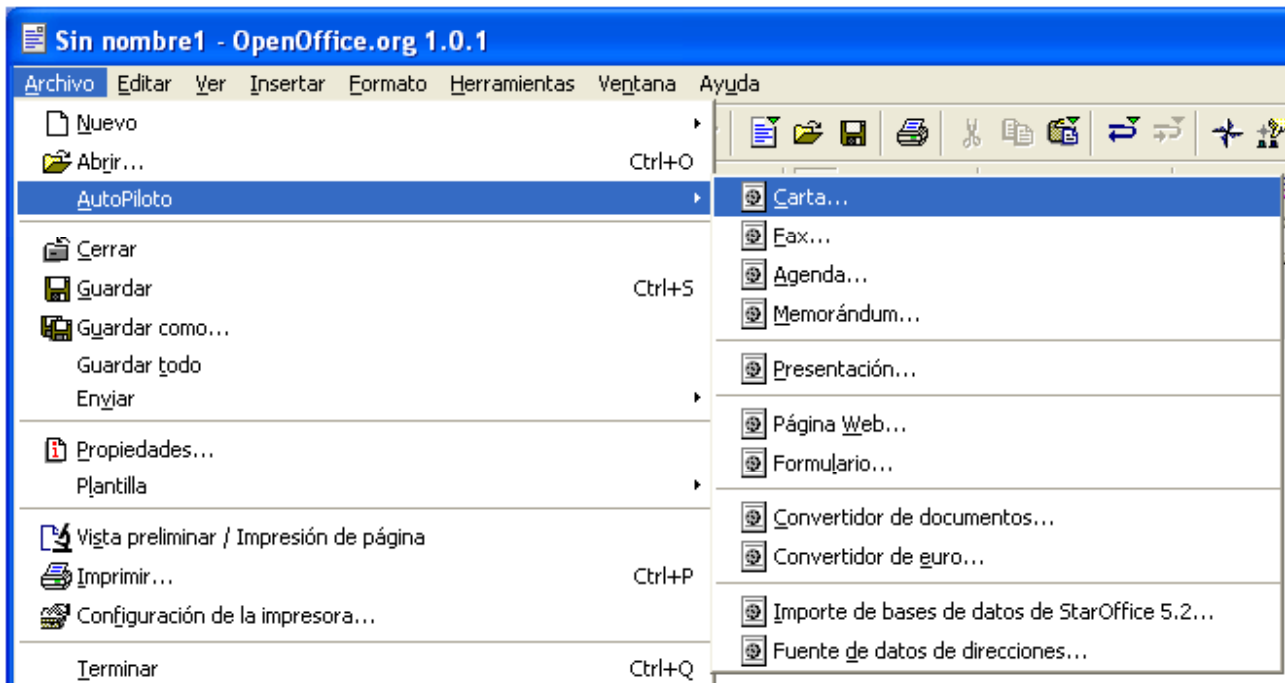 Sin nombre1 - OpenOffice.org 1.0.1
Archivo Editar Ver Insertar Formato Herramientas Ventana Ayuda
Nuevo
Abrir... Ctrl+O
AutoPiloto
Cerrar
Guardar Ctrl+S
Guardar como...
Guardar todo
Enviar
Propiedades...
Plantilla
Vista preliminar / Impresión de página
Imprimir... Ctrl+P
Configuración de la impresora...
Terminar Ctrl+Q
Carta...
Fax...
Agenda...
Memorándum...
Presentación...
Página Web...
Formulario...
Convertidor de documentos...
Convertidor de euro...
Importe de bases de datos de StarOffice 5.2...
Fuente de datos de direcciones...